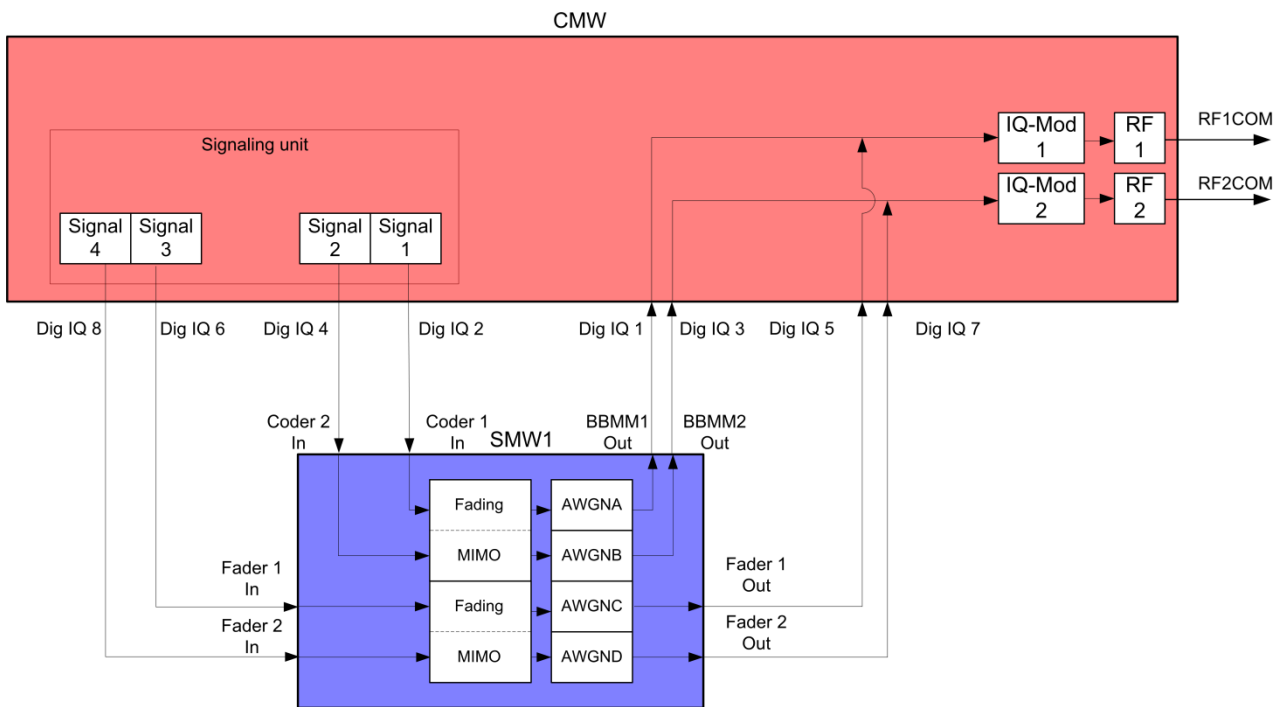 CMW
Signaling unit
IQ-Mod
1
RF
1
RF1COM
IQ-Mod
2
RF
2
RF2COM
Signal
4
Signal
3
Signal
2
Signal
1
Dig IQ 8
Dig IQ 6
Dig IQ 4
Dig IQ 2
Dig IQ 1
Dig IQ 3
Dig IQ 5
Dig IQ 7
Coder 2
In
Coder 1
In
SMW1
BBMM1
Out
BBMM2
Out
Fading
AWGNA
MIMO
AWGNB
Fader 1
In
Fading
AWGNC
Fader 1
Out
Fader 2
In
MIMO
AWGND
Fader 2
Out